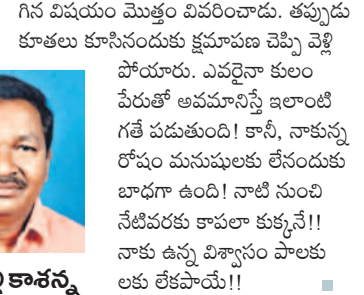 గిన విషయం మొత్తం వివరించాడు. తప్పుడు
కూతలు కూసినందుకు క్షమాపణ చెప్పి వెళ్లి
పోయారు. ఎవరైనా కులం
పేరుతో అవమానిస్తే ఇలాంటి
గతే పడుతుంది! కానీ, నాకున్న
రోషం మనుషులకు లేనందుకు
బాధగా ఉంది! నాటి నుంచి
నేటివరకు కాపలా కుక్కనే!!
నాకు ఉన్న విశ్వాసం పాలకు
లకు లేకపాయే!!
కాశన్న